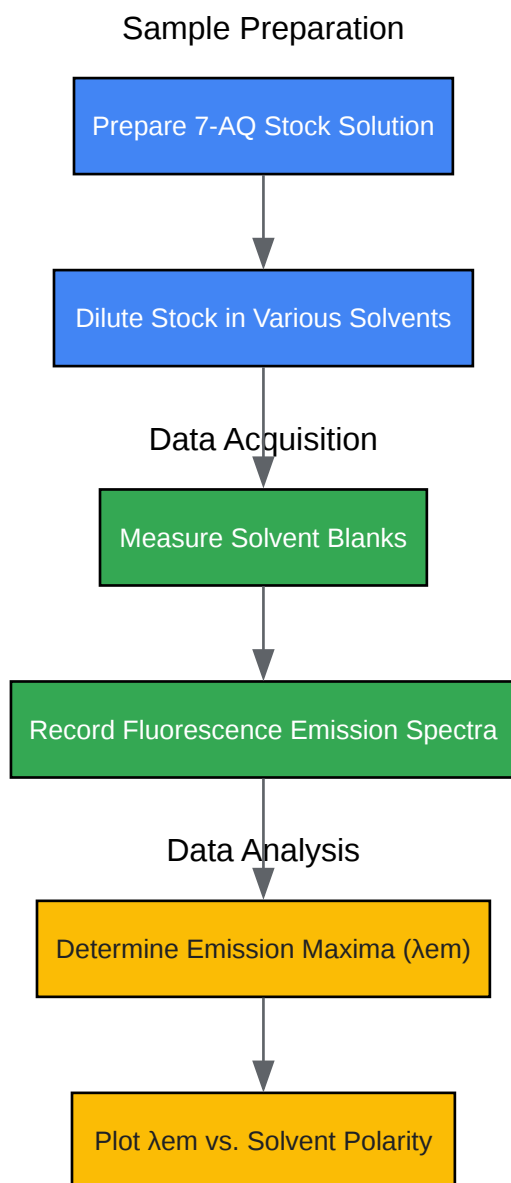 Sample Preparation
Prepare 7-AQ Stock Solution
Dilute Stock in Various Solvents
Data Acquisition
Measure Solvent Blanks
Record Fluorescence Emission Spectra
Data Analysis
Determine Emission Maxima (λem)
Plot λem vs. Solvent Polarity